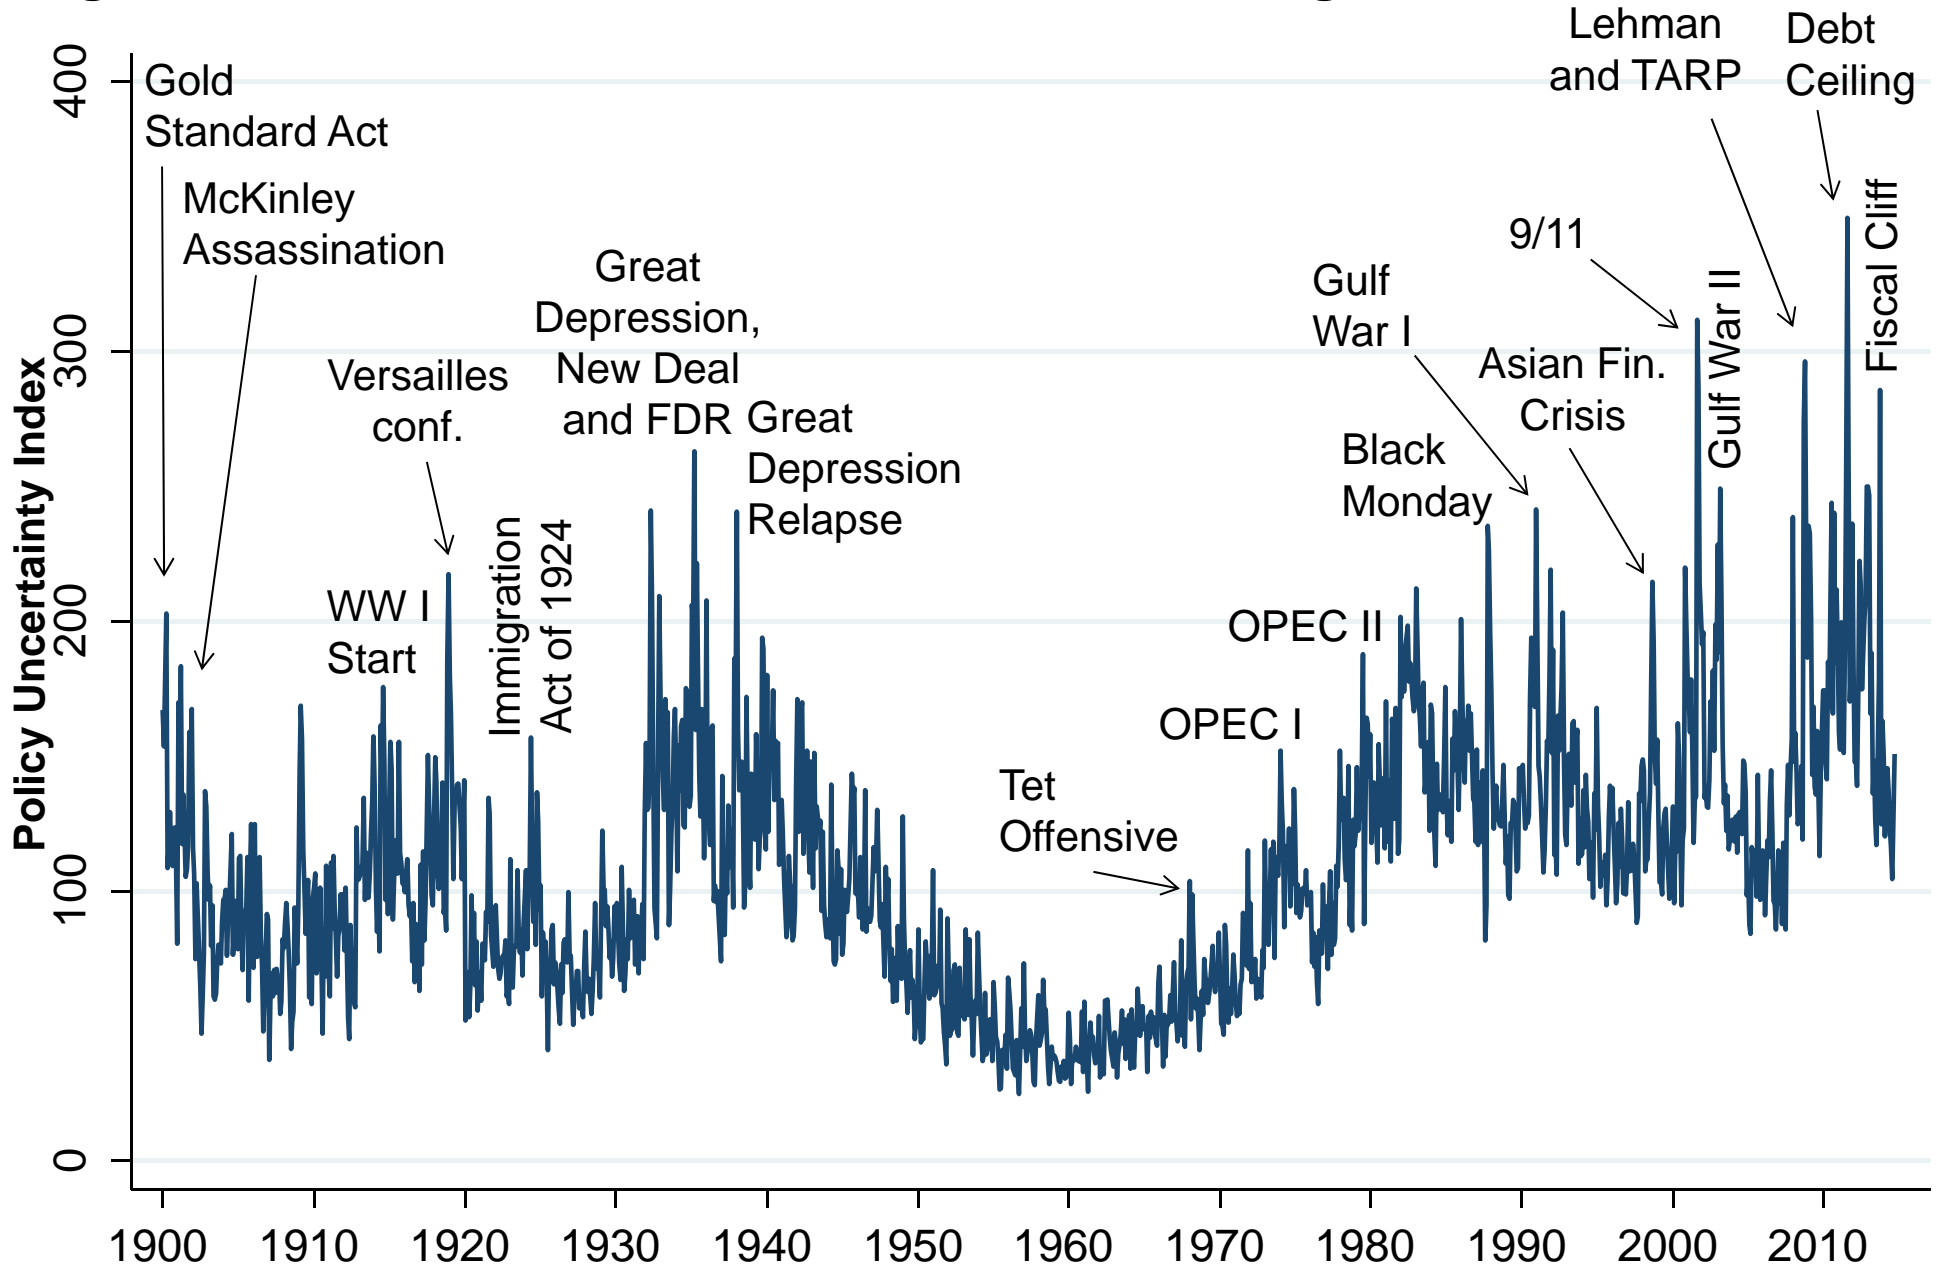 Lehman
and TARP
Debt
Ceiling
Gold
Standard Act
McKinley
Assassination
Fiscal Cliff
9/11
Great
Depression,
New Deal
and FDR
Gulf
War I
Gulf War II
Asian Fin.
Crisis
Versailles
conf.
Great
Depression
Relapse
Black
Monday
Immigration
Act of 1924
WW I
Start
OPEC II
OPEC I
Tet
Offensive
Policy Uncertainty Index
400
300
200
100
0
1900 1910 1920 1930 1940 1950 1960 1970 1980 1990 2000 2010